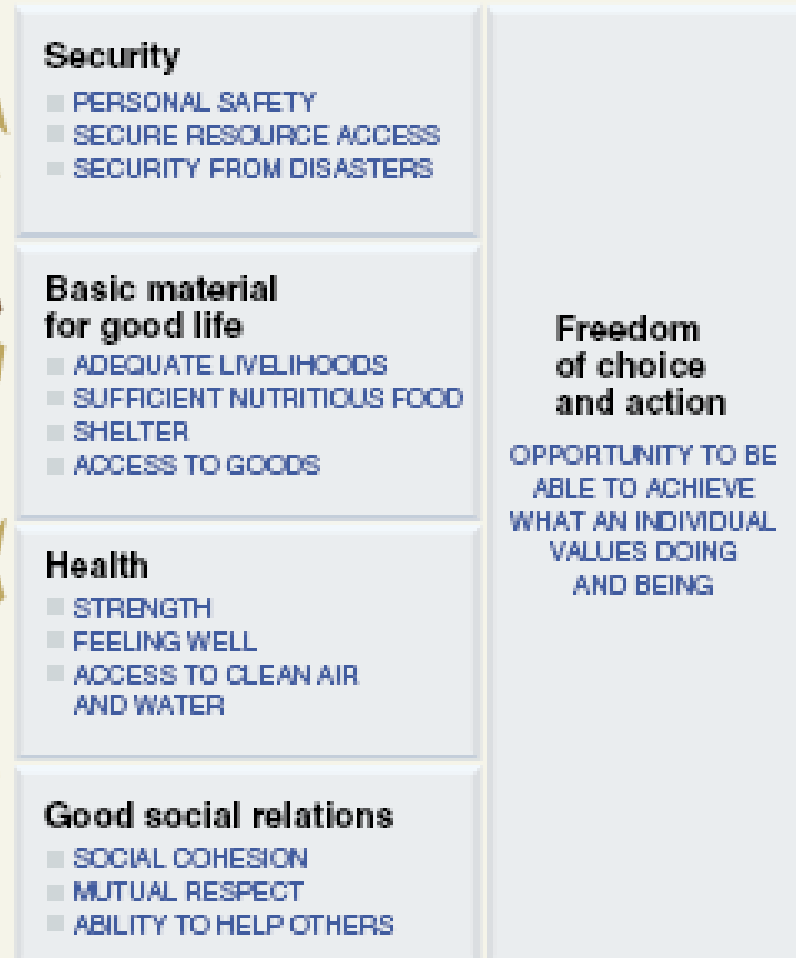 Security
PERSONAL SAFETY
SECURE RESOURCE ACCESS
SECURITY FROM DISASTERS
Basic material
for good life
ADEQUATE LIVELIHOODS
SUFFICIENT NUTRITIOUS FOOD
SHELTER
ACCESS TO GOODS
Health
STRENGTH
FEELING WELL
ACCESS TO CLEAN AIR
AND WATER
Good social relations
SOCIAL COHESION
MUTUAL RESPECT
ABILITY TO HELP OTHERS
Freedom
of choice
and action
OPPORTUNITY TO BE
ABLE TO ACHIEVE
WHAT AN INDIVIDUAL
VALUES DOING
AND BEING